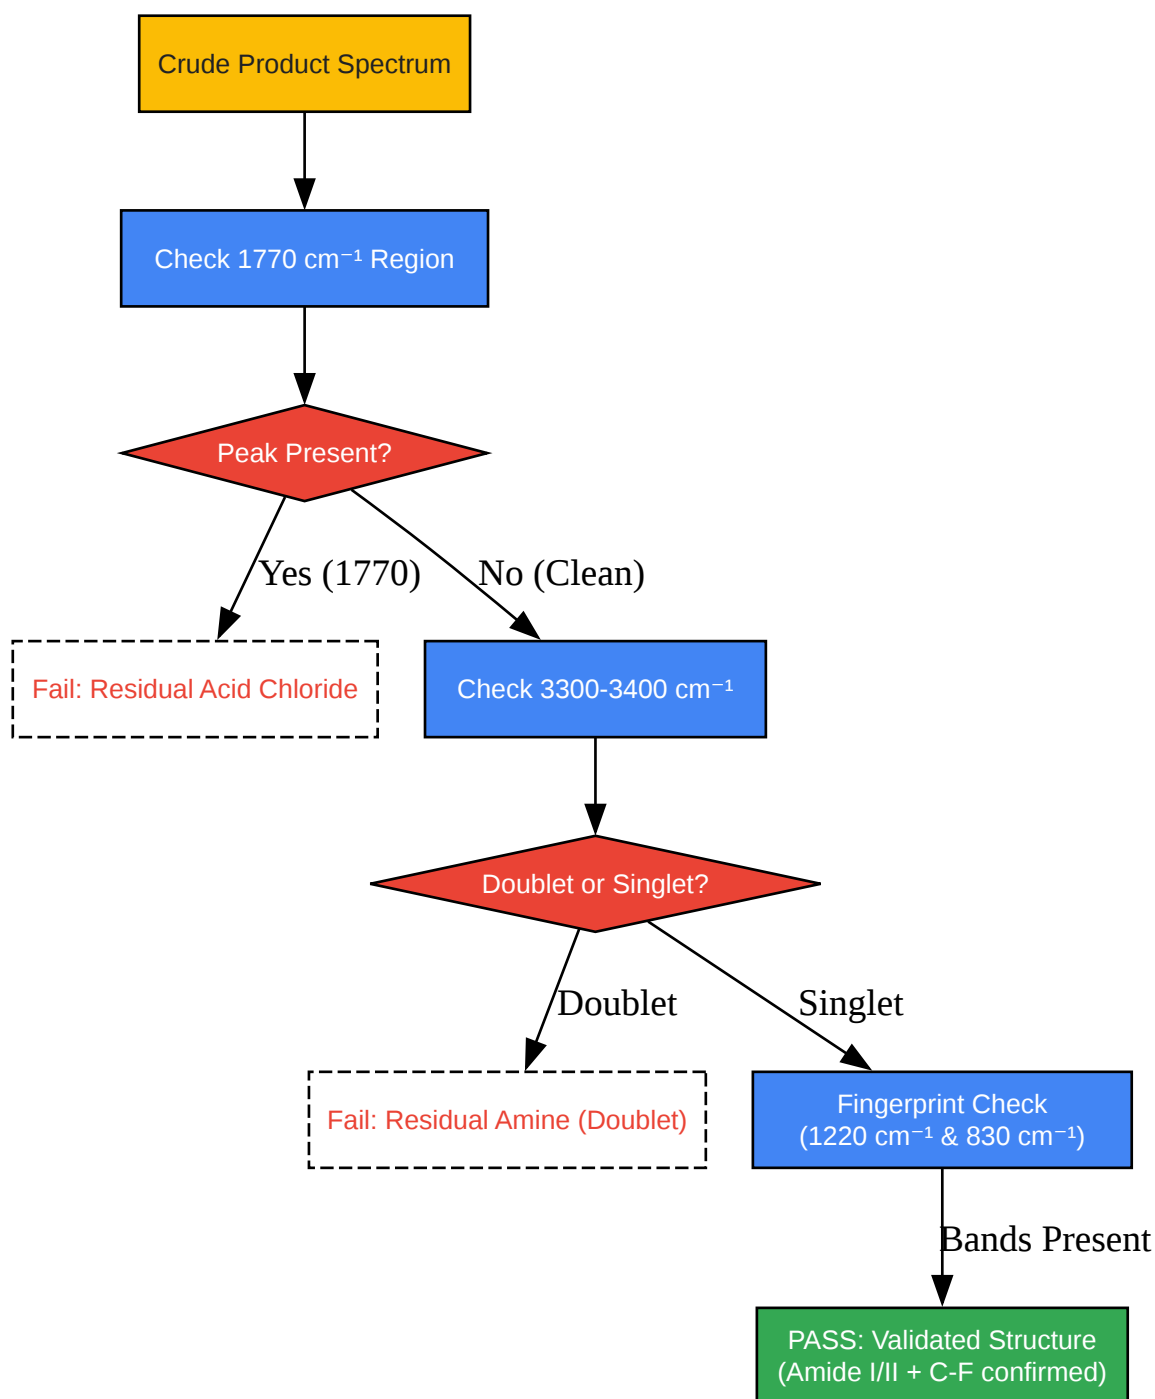 Crude Product Spectrum
Check 1770 cm⁻¹ Region
Peak Present?
Yes (1770)
No (Clean)
Fail: Residual Acid Chloride
Check 3300-3400 cm⁻¹
Doublet or Singlet?
Doublet
Singlet
Fail: Residual Amine (Doublet)
Fingerprint Check
(1220 cm⁻¹ & 830 cm⁻¹)
Bands Present
PASS: Validated Structure
(Amide I/II + C-F confirmed)